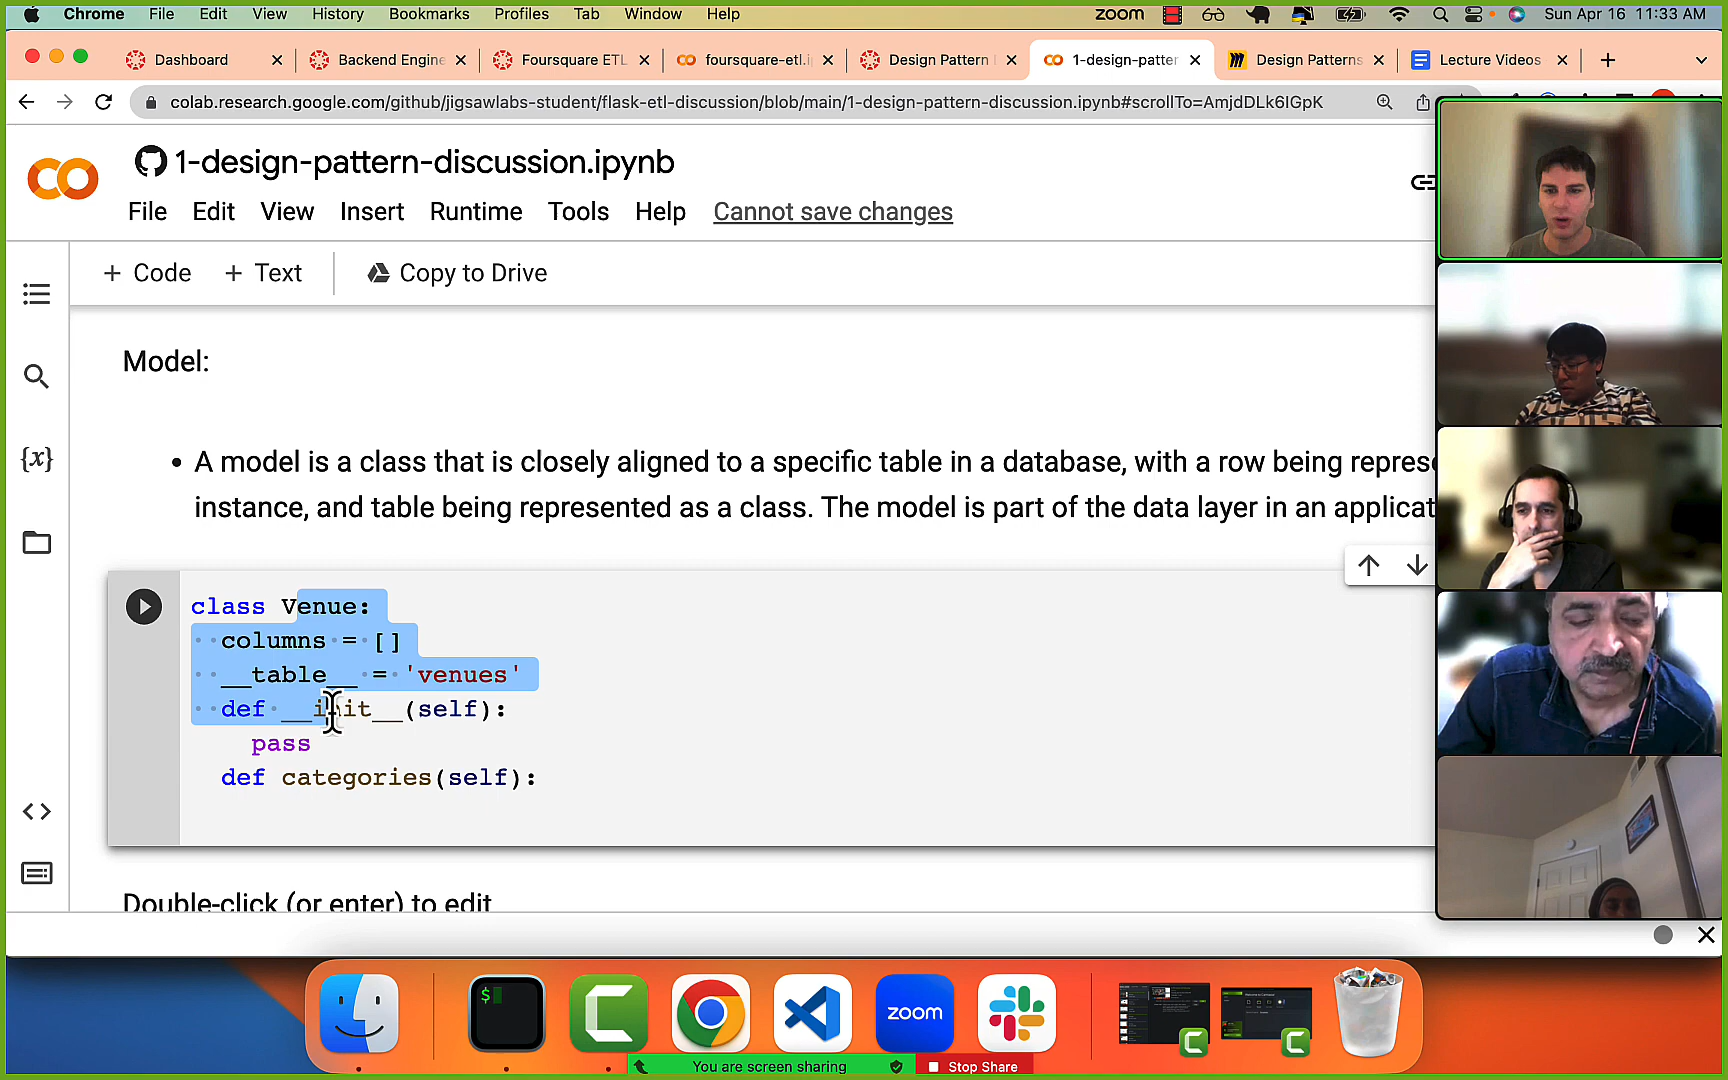 Chrome File Edit View History Bookmarks Profiles Tab Window Help
zoom Sun Apr 16 11:33 AM
Dashboard
Backend Engine
Foursquare ETL
foursquare-etl.i
Design Pattern
1-design-patter
Design Patterns
Lecture Videos
colab.research.google.com/github/jigsawlabs-student/flask-etl-discussion/blob/main/1-design-pattern-discussion.ipynb#scrollTo=AmjdDLk6IGpK
1-design-pattern-discussion.ipynb
File Edit View Insert Runtime Tools Help Cannot save changes
+ Code + Text Copy to Drive
Model:
• A model is a class that is closely aligned to a specific table in a database, with a row being represe
instance, and table being represented as a class. The model is part of the data layer in an applicat
{x}
class Venue:
columns = []
__table__ = 'venues'
def __init__(self):
pass
def categories(self):
Double-click (or enter) to edit
$
zoom
You are screen sharing
Stop Share